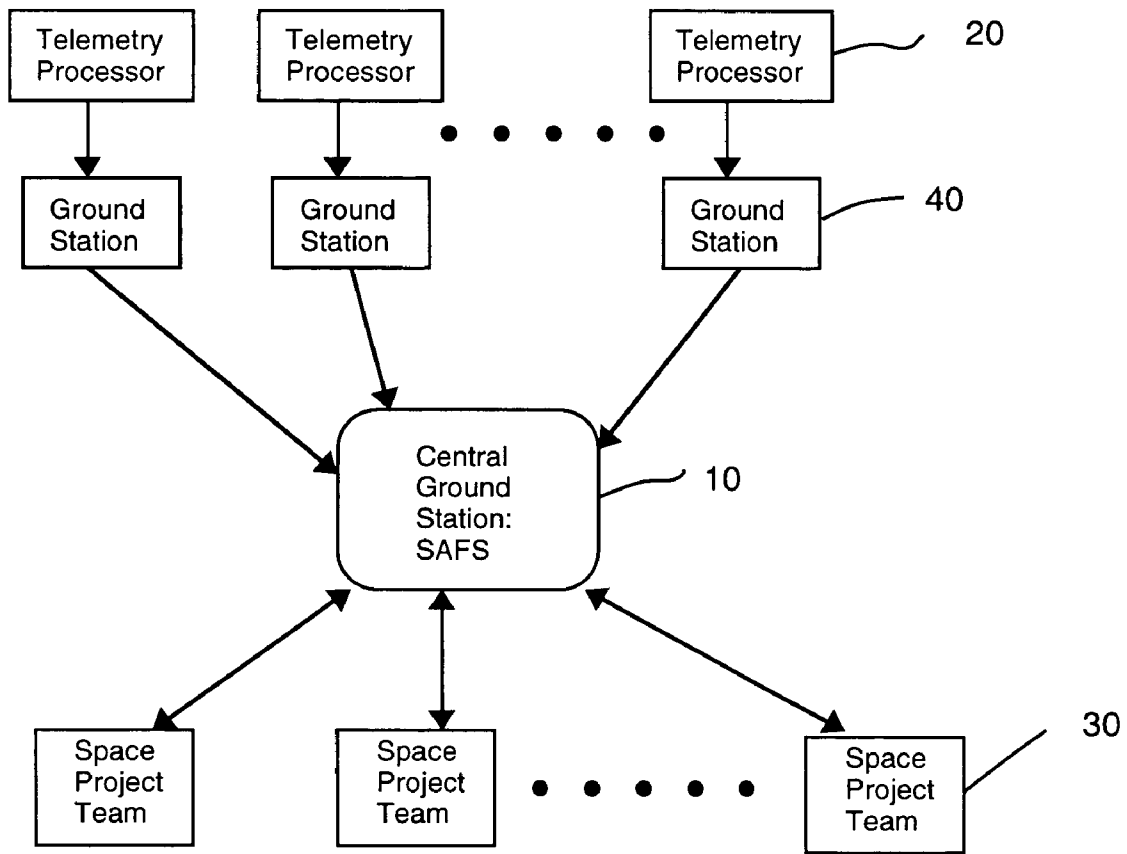 Telemetry
Processor
Telemetry
Processor
Telemetry
Processor
20
Ground
Station
Ground
Station
Ground
Station
40
Central
Ground
Station:
SAFS
10
Space
Project
Team
Space
Project
Team
Space
Project
Team
30